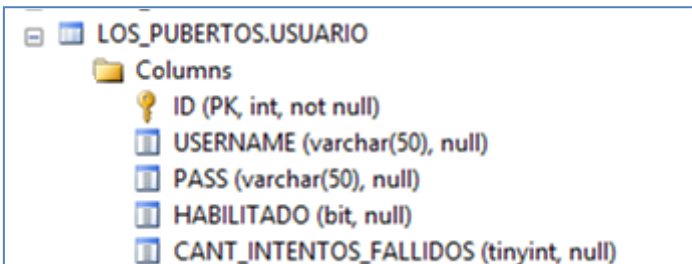 LOS_PUBERTOS.USUARIO
Columns
ID (PK, int, not null)
USERNAME (varchar(50), null)
PASS (varchar(50), null)
HABILITADO (bit, null)
CANT_INTENTOS_FALLIDOS (tinyint, null)